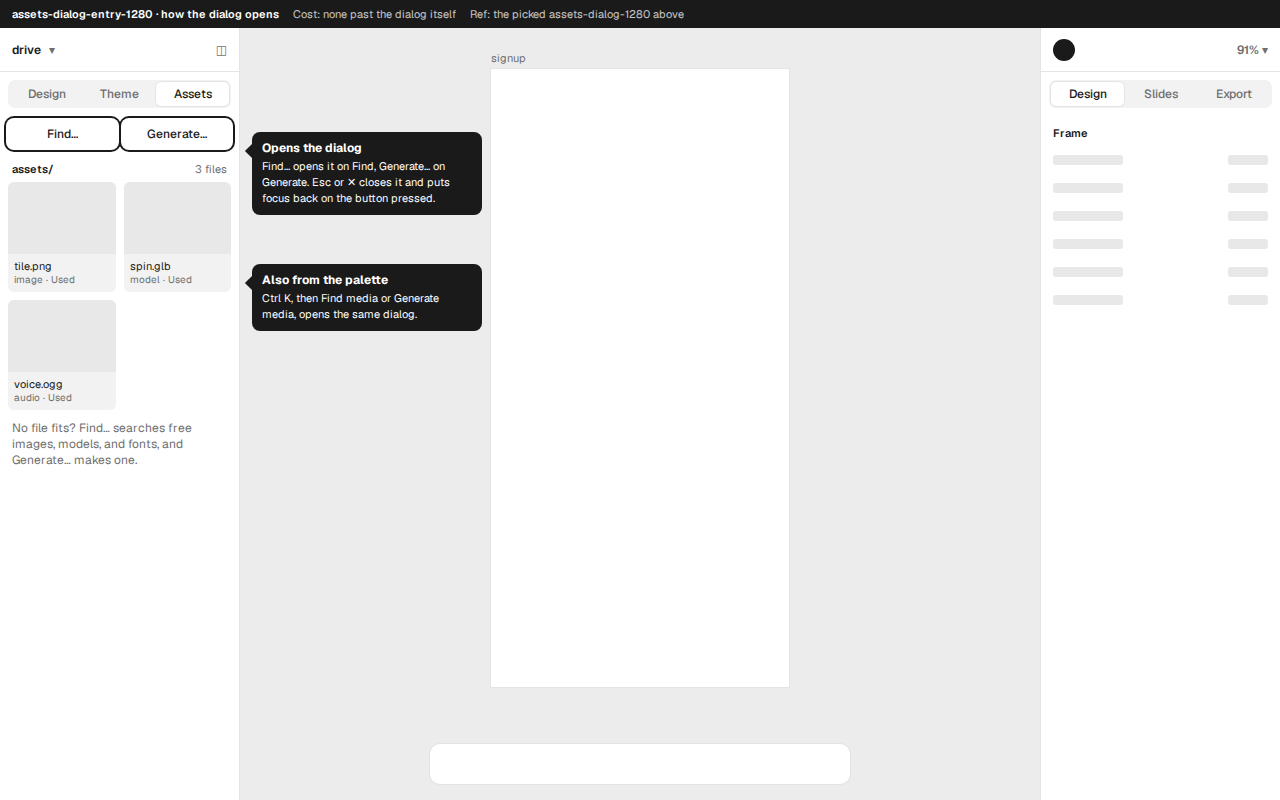 assets-dialog-entry-1280 · how the dialog opens Cost: none past the dialog itself Ref: the picked assets-dialog-1280 above
drive ▾
Design Theme Assets
Find… Generate…
assets/ 3 files
tile.png
image · Used
spin.glb
model · Used
voice.ogg
audio · Used
No file fits? Find… searches free
images, models, and fonts, and
Generate… makes one.
Opens the dialog
Find… opens it on Find, Generate… on
Generate. Esc or ✕ closes it and puts
focus back on the button pressed.
Also from the palette
Ctrl K, then Find media or Generate
media, opens the same dialog.
signup
91% ▾
Design Slides Export
Frame